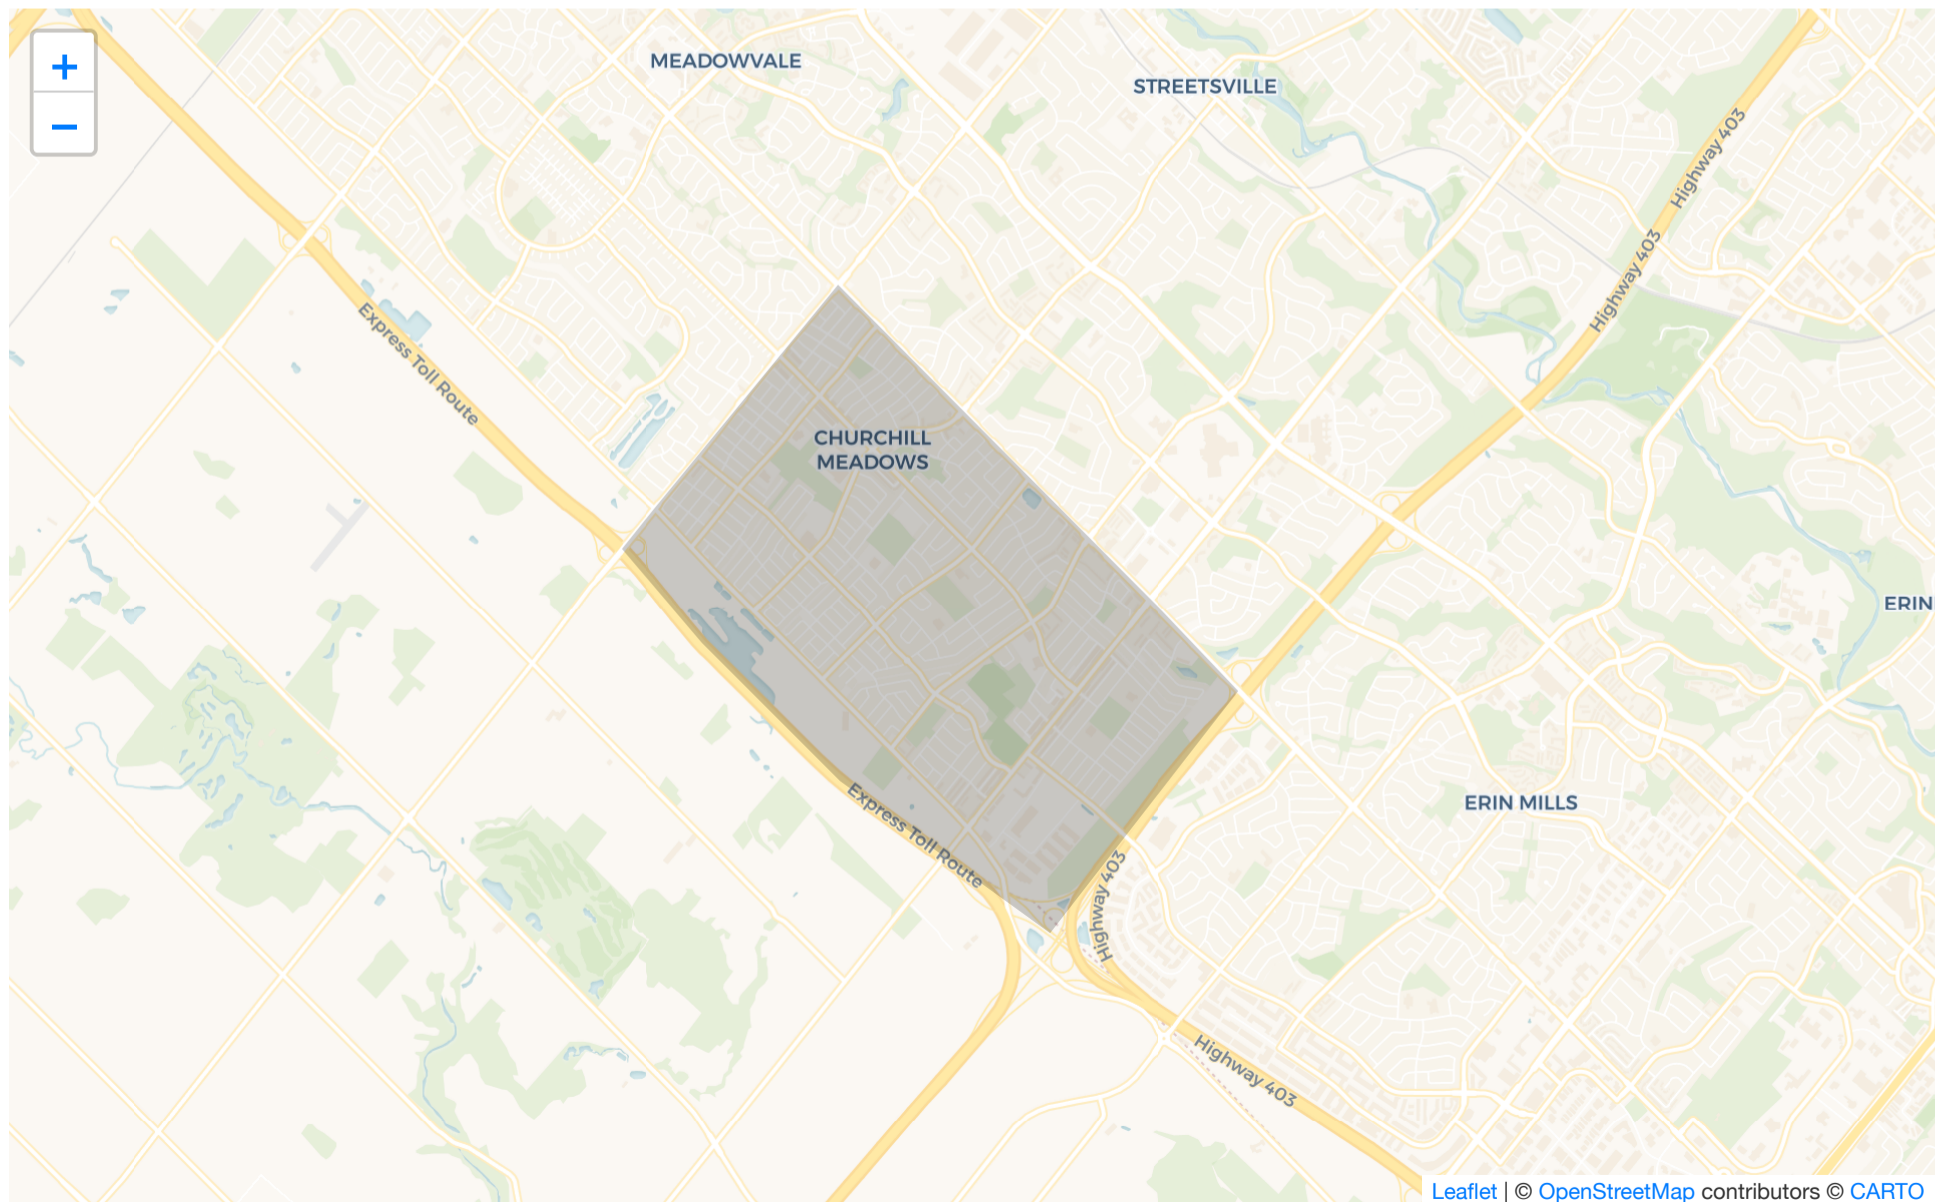 +
−
MEADOWVALE
STREETSVILLE
Highway 403
Highway 403
Express Toll Route
CHURCHILL
MEADOWS
ERIN
Express Toll Route
ERIN MILLS
Highway 403
Highway 403
Leaflet | © OpenStreetMap contributors © CARTO